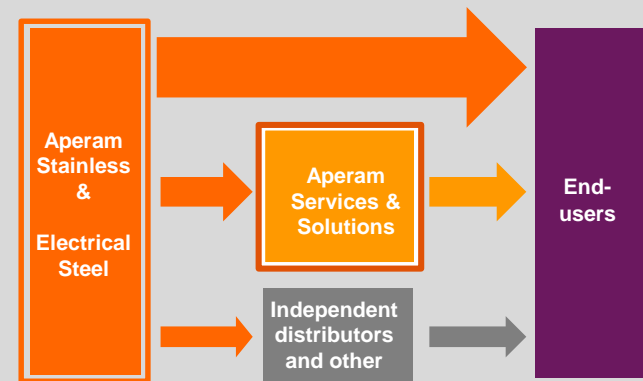 Aperam
Stainless
&
Electrical
Steel
Aperam
Services &
Solutions
Independent
distributors
and other
End-
users